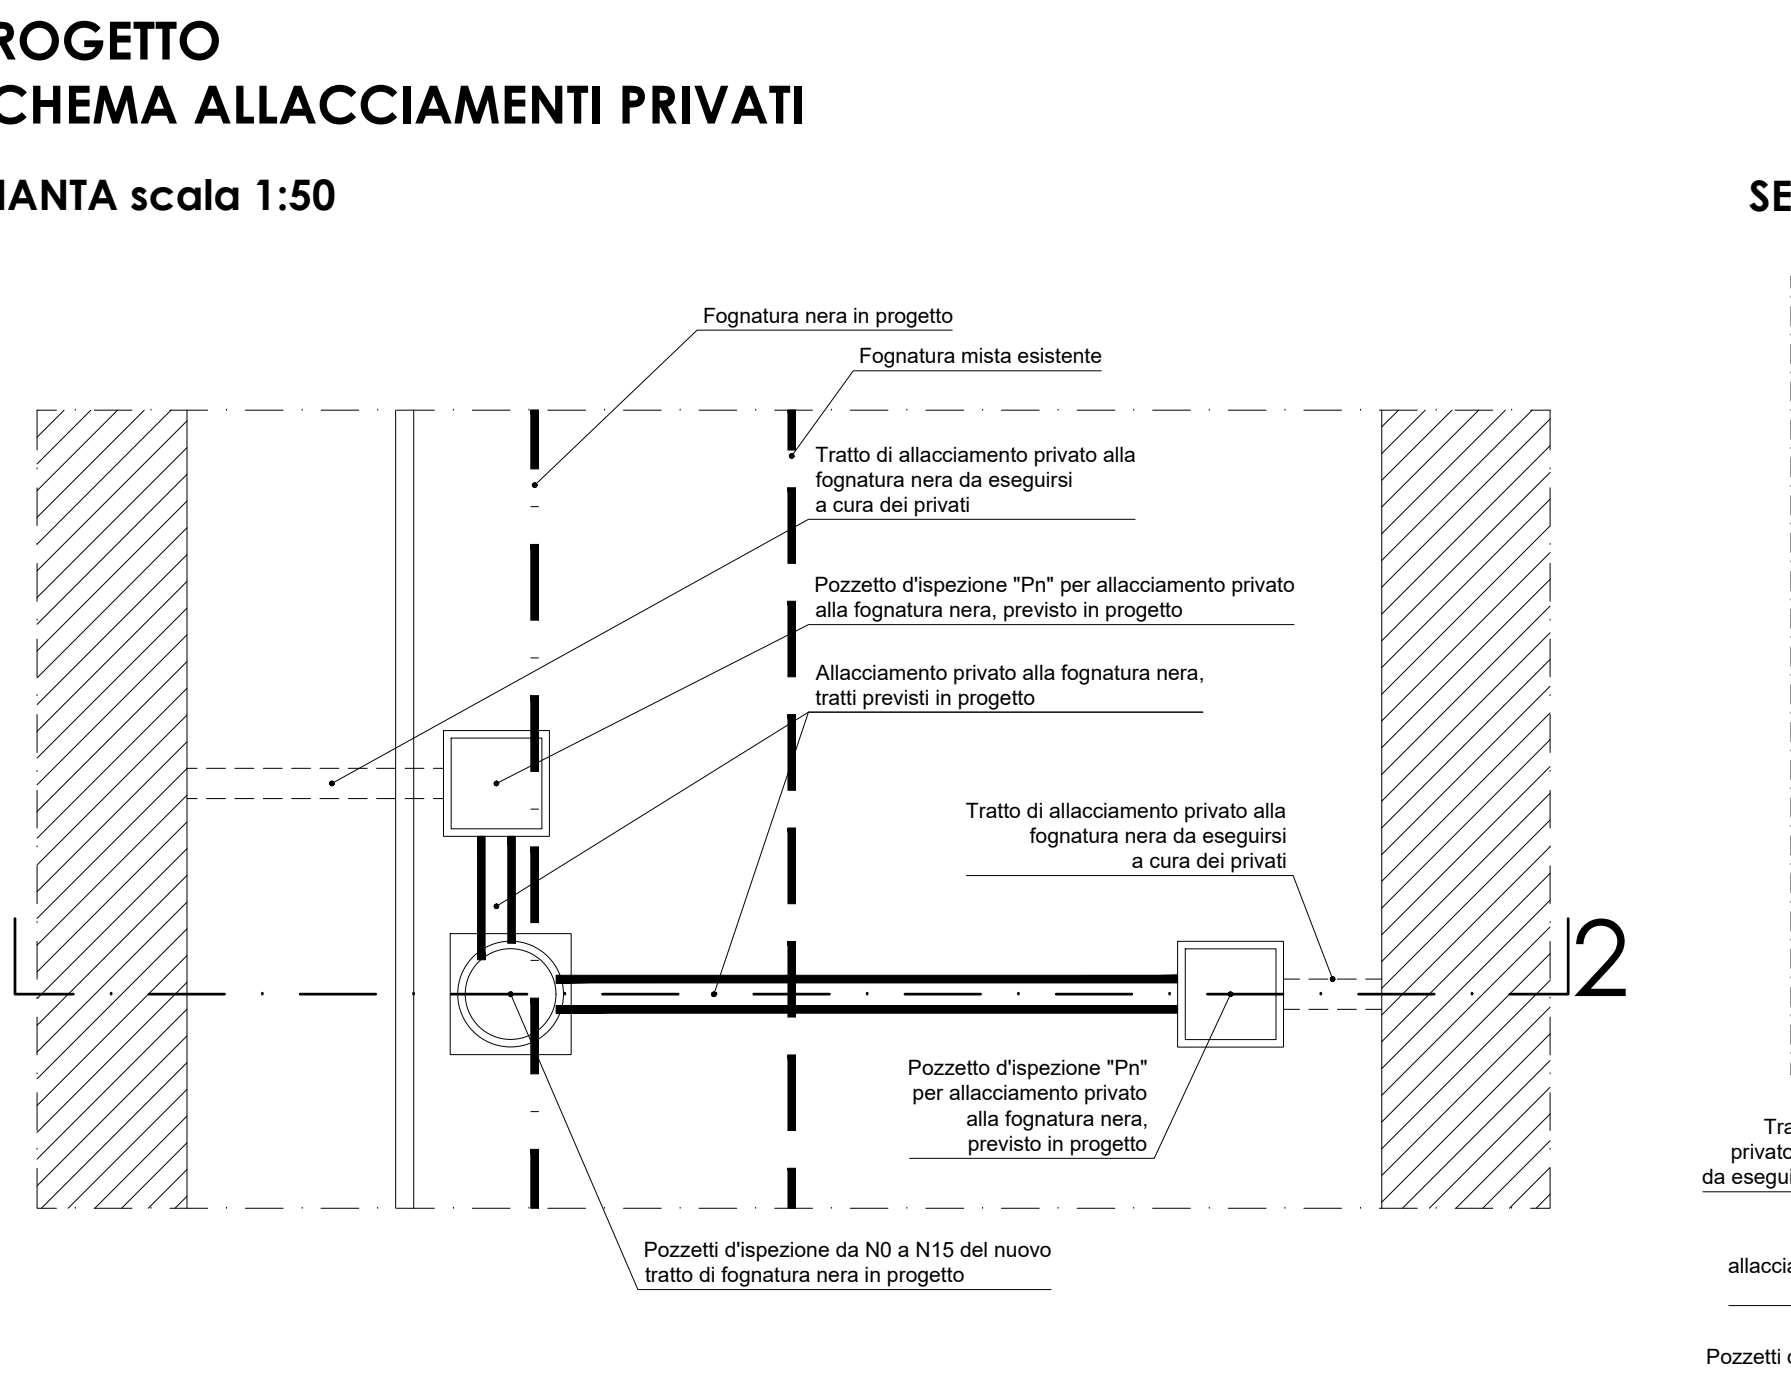 ROGETTO
CHEMA ALLACCIAMENTI PRIVATI
IANTA scala 1:50
SE
Fognatura nera in progetto
Fognatura mista esistente
Tratto di allacciamento privato alla
fognatura nera da eseguirsi
a cura dei privati
Pozzetto d'ispezione "Pn" per allacciamento privato
alla fognatura nera, previsto in progetto
Allacciamento privato alla fognatura nera,
tratti previsti in progetto
Tratto di allacciamento privato alla
fognatura nera da eseguirsi
a cura dei privati
2
Pozzetto d'ispezione "Pn"
per allacciamento privato
alla fognatura nera,
previsto in progetto
Pozzetti d'ispezione da N0 a N15 del nuovo
tratto di fognatura nera in progetto
Tra
privato
da esegui
allaccia
Pozzetti